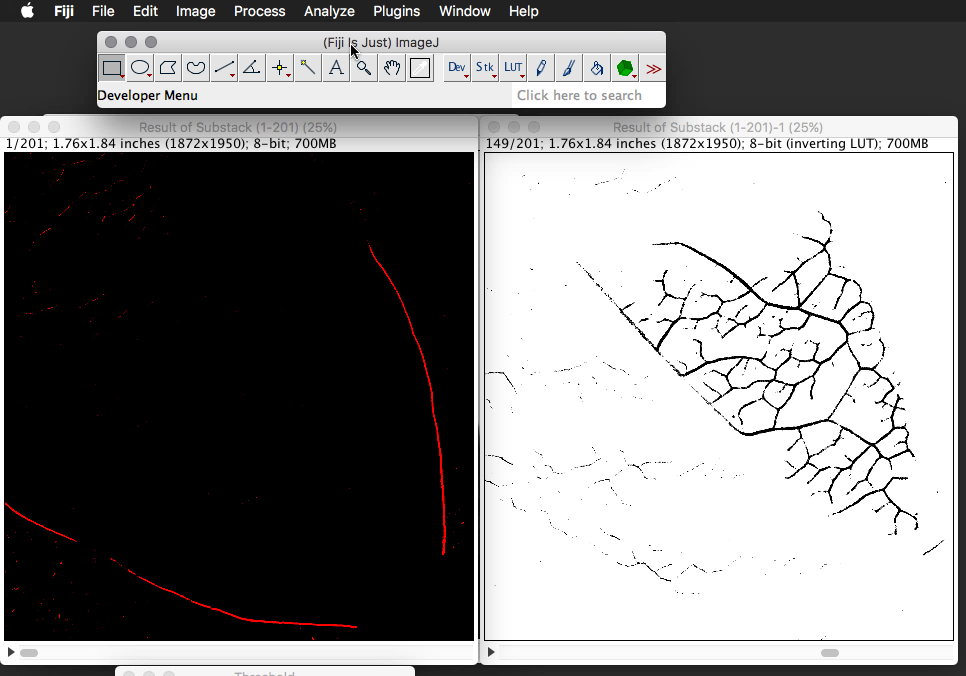 Fiji File Edit Image Process Analyze Plugins Window Help
(Fiji Is Just) ImageJ
Dev Stk LUT
Developer Menu Click here to search
Result of Substack (1-201) (25%)
1/201; 1.76x1.84 inches (1872x1950); 8-bit; 700MB
Result of Substack (1-201)-1 (25%)
149/201; 1.76x1.84 inches (1872x1950); 8-bit (inverting LUT); 700MB
Threshold